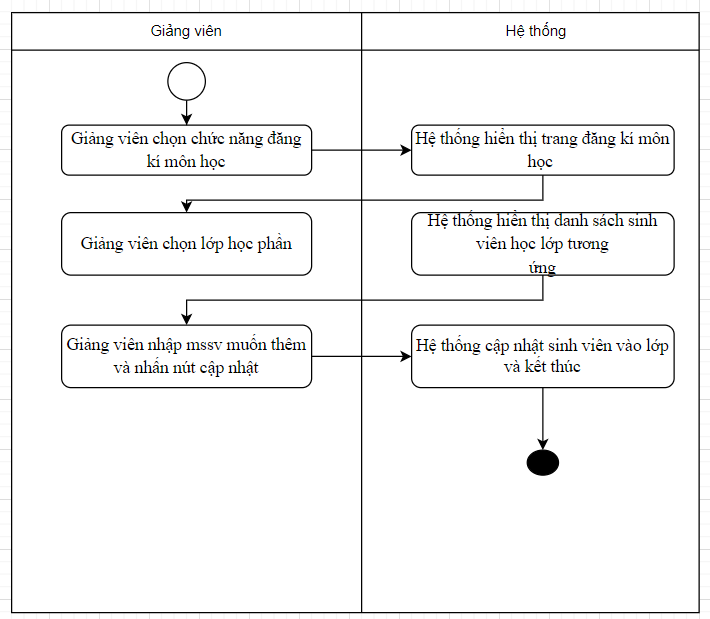 Giảng viên
Hệ thống
Giảng viên chọn chức năng đăng
kí môn học
Hệ thống hiển thị trang đăng kí môn
học
Giảng viên chọn lớp học phần
Hệ thống hiển thị danh sách sinh
viên học lớp tương
ứng
Giảng viên nhập mssv muốn thêm
và nhấn nút cập nhật
Hệ thống cập nhật sinh viên vào lớp
và kết thúc